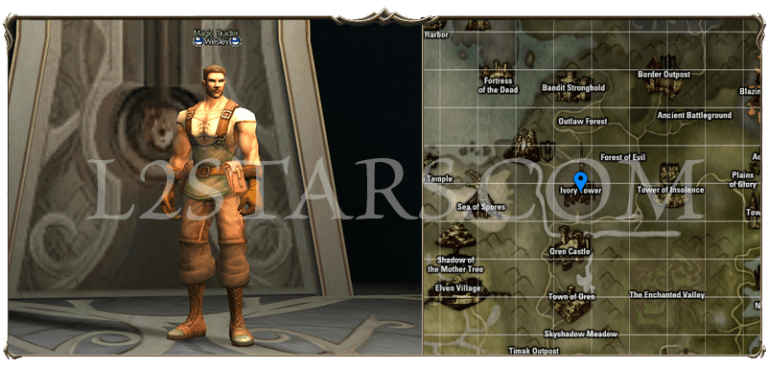 Magic Trader
Wesley
L2STARS.COM
Harbor
Fortress
of the Dead
Bandit Stronghold
Border Outpost
Blazin
Outlaw Forest
Ancient Battleground
Forest of Evil
Temple
Plains
of Glory
Ivory Tower
Tower of Insolence
Sea of Spores
Tow
Oren Castle
Shadow of
the Mother Tree
Elven Village
Town of Oren
The Enchanted Valley
Skyshadow Meadow
Timak Outpost